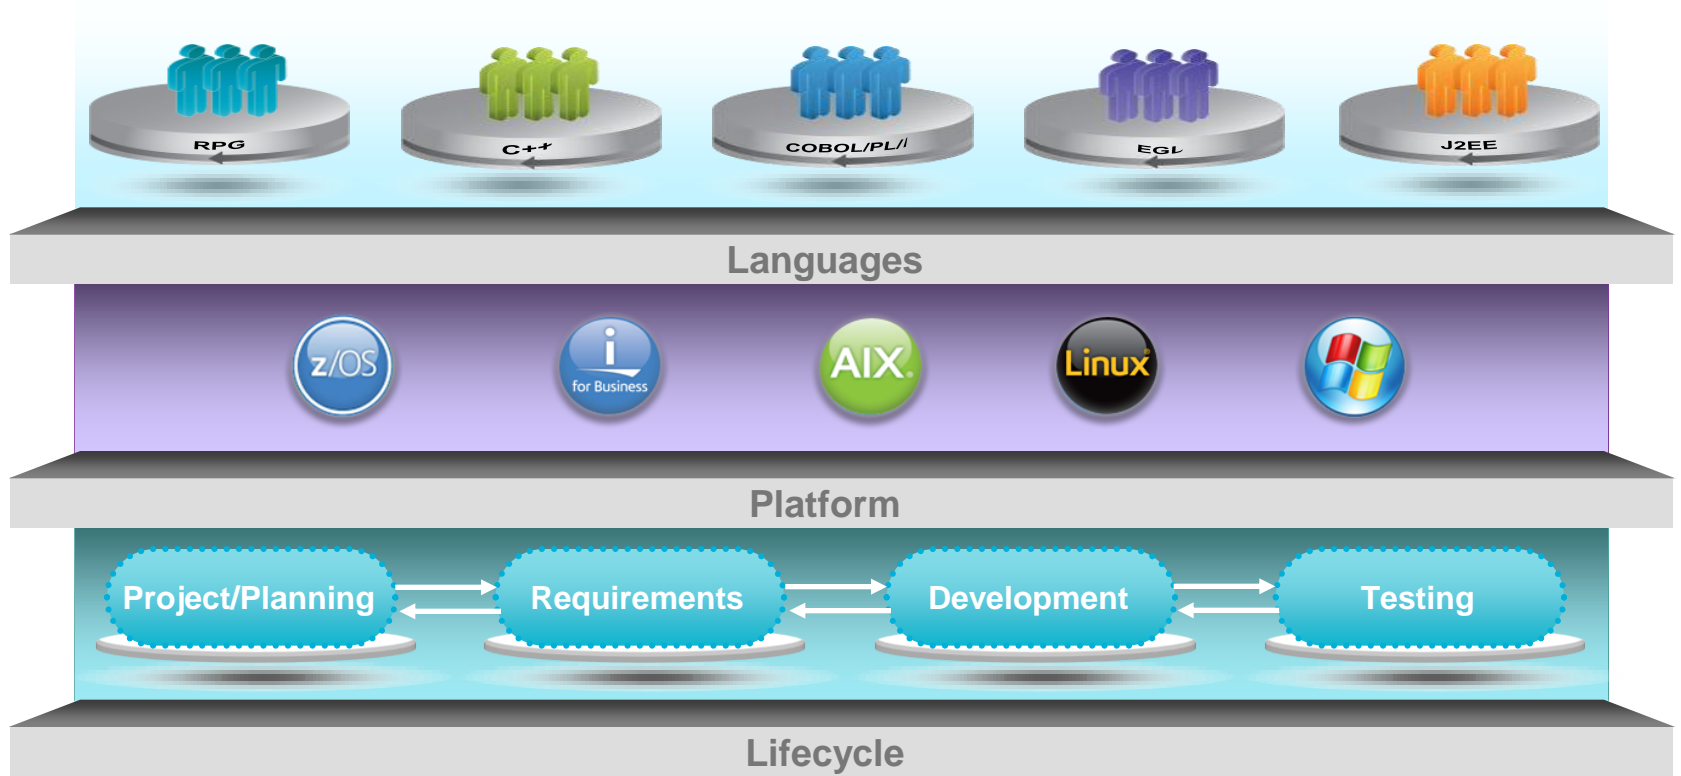 RPG
C++
COBOL/PL/I
EGL
J2EE
Languages
z/OS
i
for Business
AIX.
Linux
Platform
Project/Planning
Requirements
Development
Testing
Lifecycle